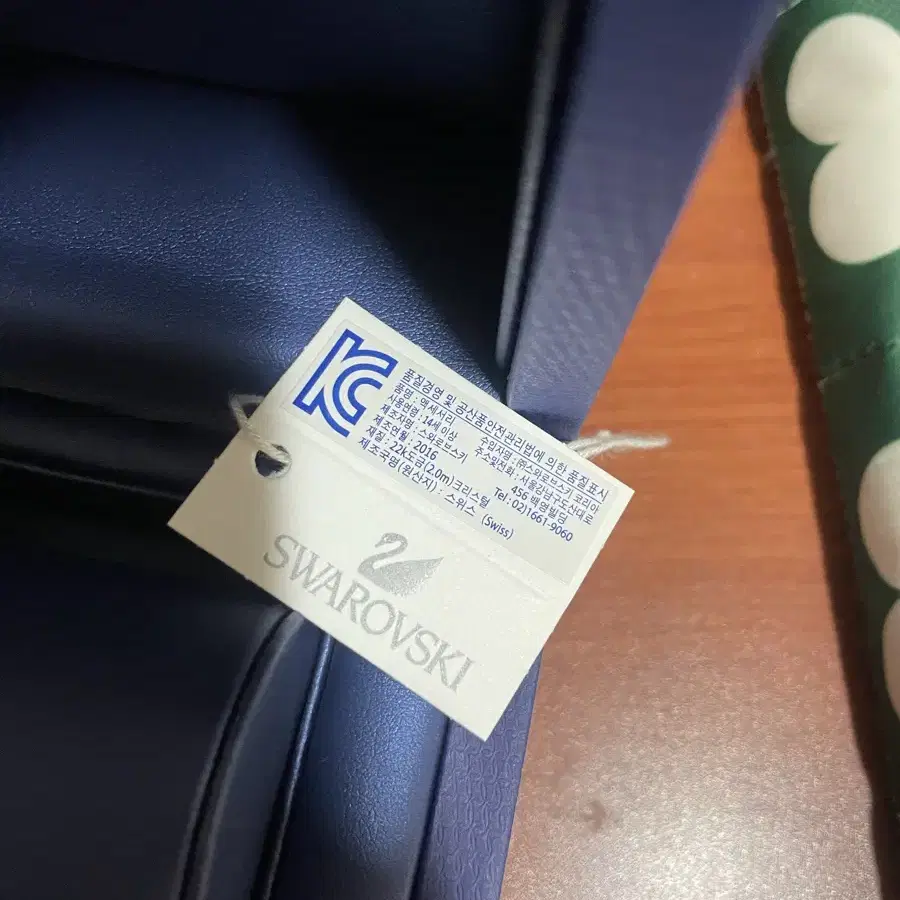 KC
품질경영 및 공산품안전관리법에 의한 품질표시
품명 : 액세서리
사용연령 : 14세 이상
제조자명 : 스와로브스키
제조연월 : 2016
재질 : 22k도금(2.0m)크리스털
제조국명(원산지) : 스위스 (Swiss)
수입자명 : ㈜스와로브스키 코리아
주소및전화 : 서울강남구도산대로
456 백영빌딩
Tel : 02)1661-9060
SWAROVSKI